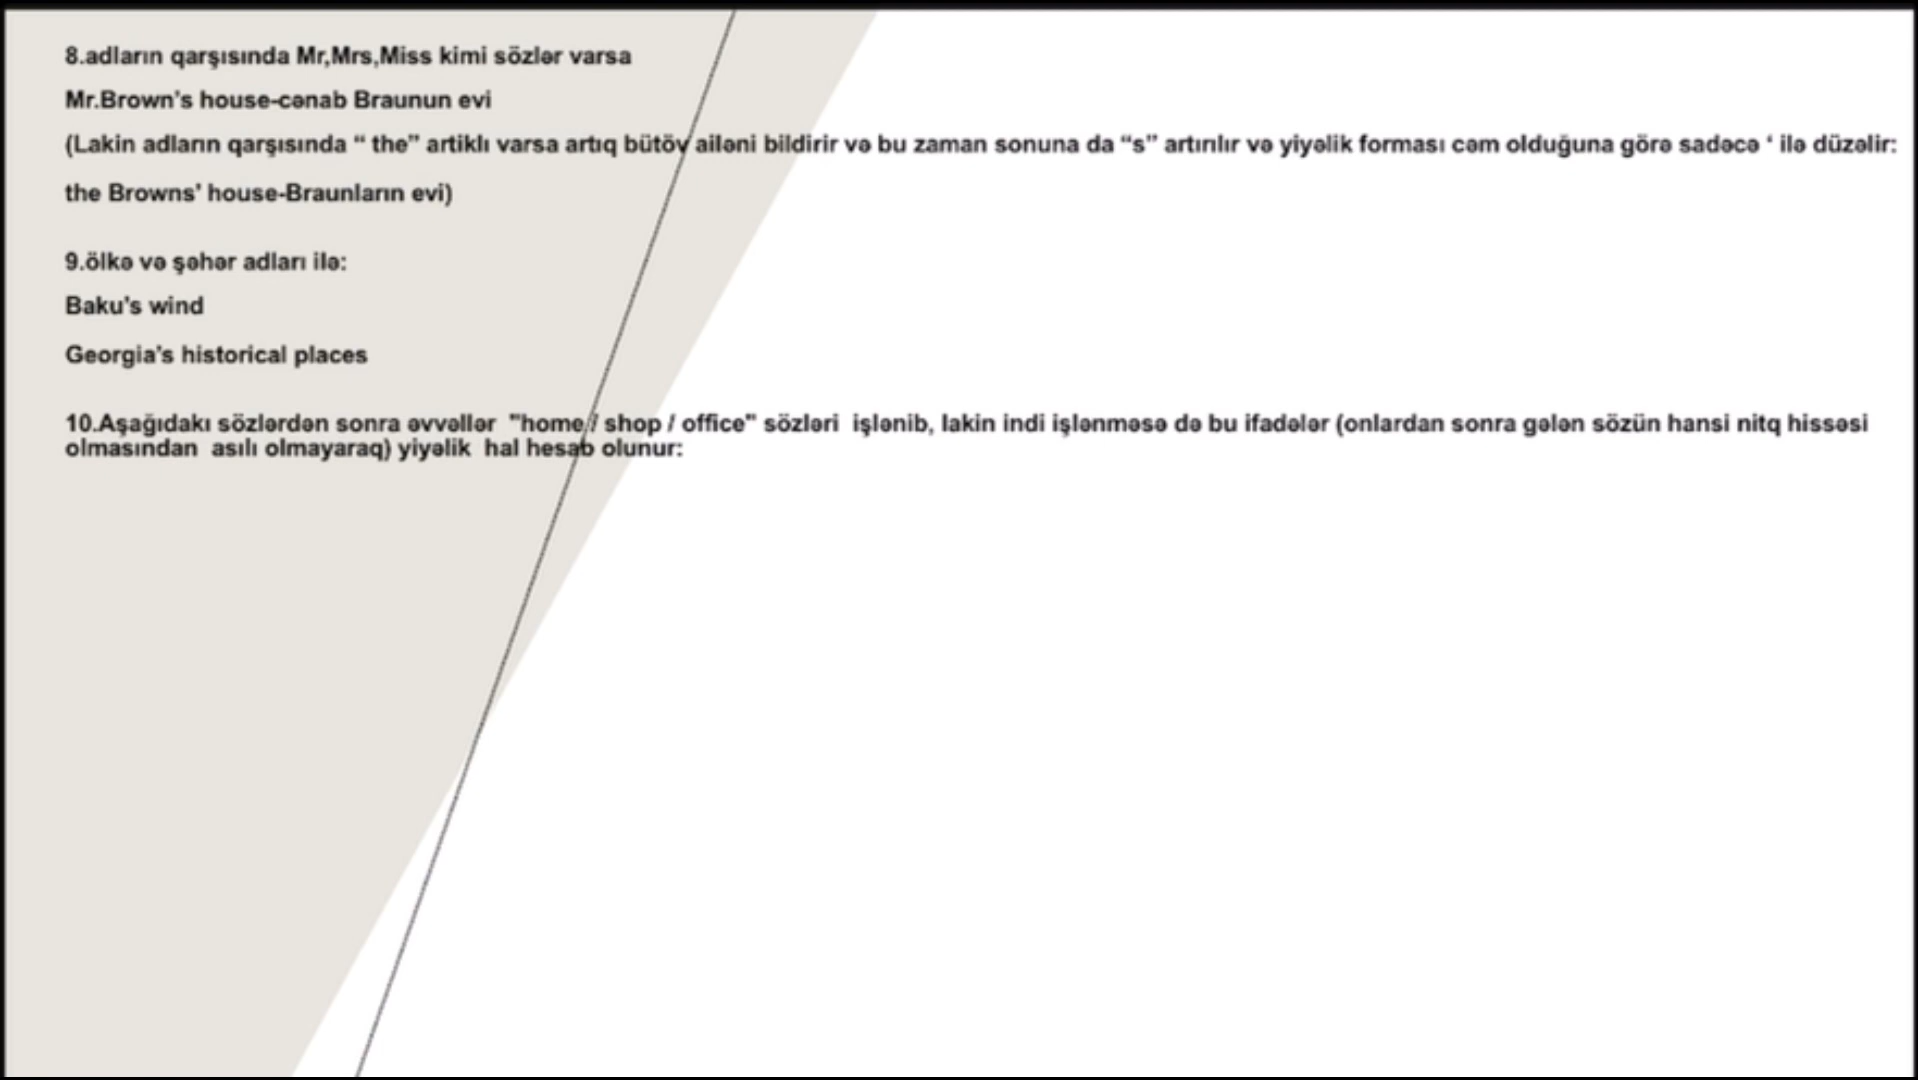 8.adların qarşısında Mr,Mrs,Miss kimi sözlər varsa
Mr.Brown's house-cənab Braunun evi
(Lakin adların qarşısında “ the” artiklı varsa artıq bütöv ailəni bildirir və bu zaman sonuna da “s” artırılır və yiyəlik forması cəm olduğuna görə sadəcə ‘ ilə düzəlir:
the Browns' house-Braunların evi)
9.ölkə və şəhər adları ilə:
Baku's wind
Georgia's historical places
10.Aşağıdakı sözlərdən sonra əvvəllər "home / shop / office" sözləri işlənib, lakin indi işlənməsə də bu ifadələr (onlardan sonra gələn sözün hansi nitq hissəsi
olmasından asılı olmayaraq) yiyəlik hal hesab olunur: